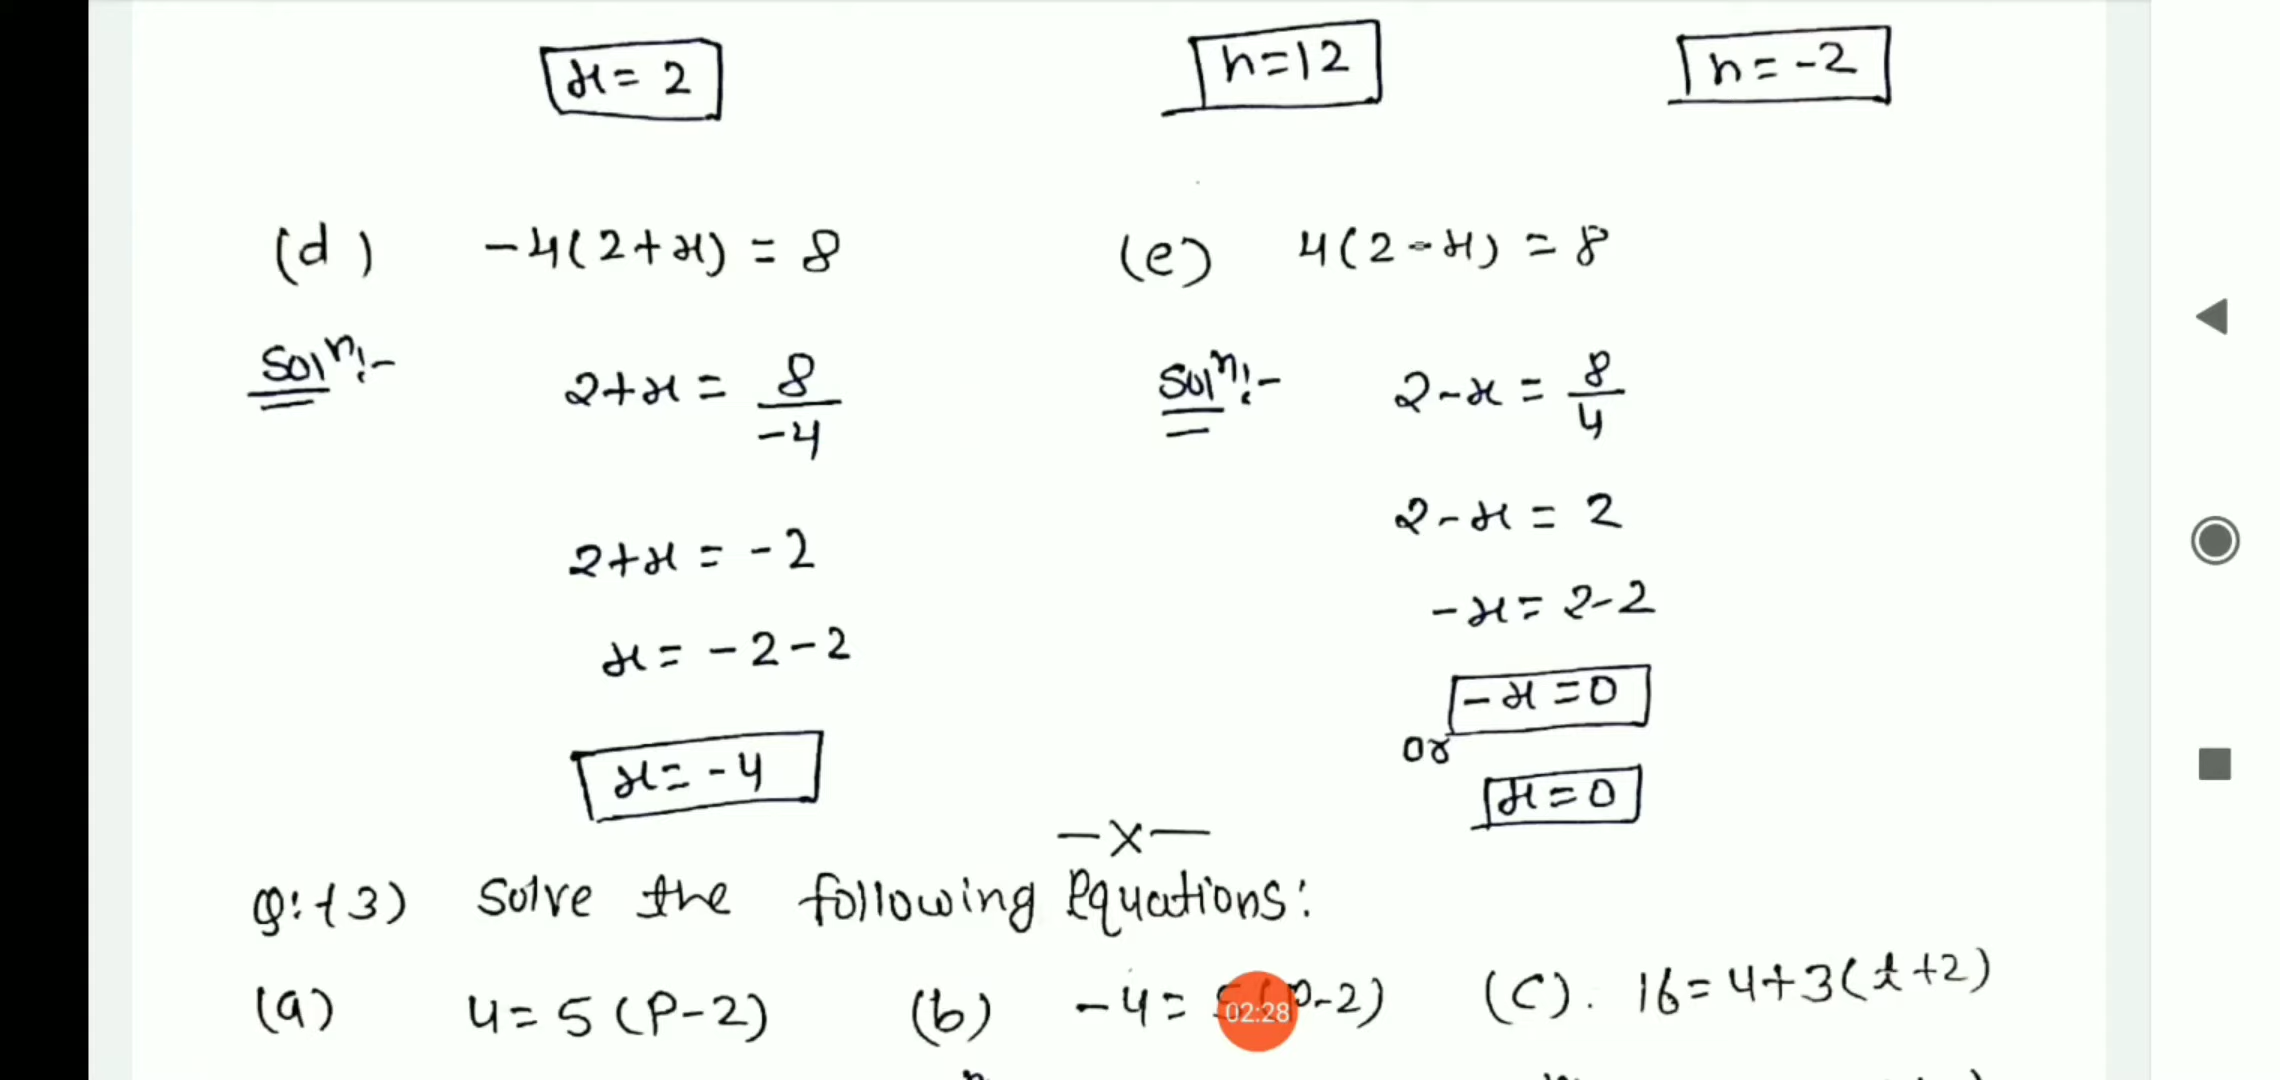 x = 2
n=12
n = -2
(d) -4(2+x) = 8
(e) 4(2-x) = 8
Solⁿ:-
2+x = 8/-4
2+x = -2
x = -2-2
x = -4
Solⁿ:-
2-x = 8/4
2-x = 2
-x = 2-2
-x = 0
or
x = 0
—x—
Q:-(3) Solve the following Equations:
(a) 4 = 5(P-2)
(b) -4 = (P-2)
(C). 16 = 4+3(t+2)
02:28